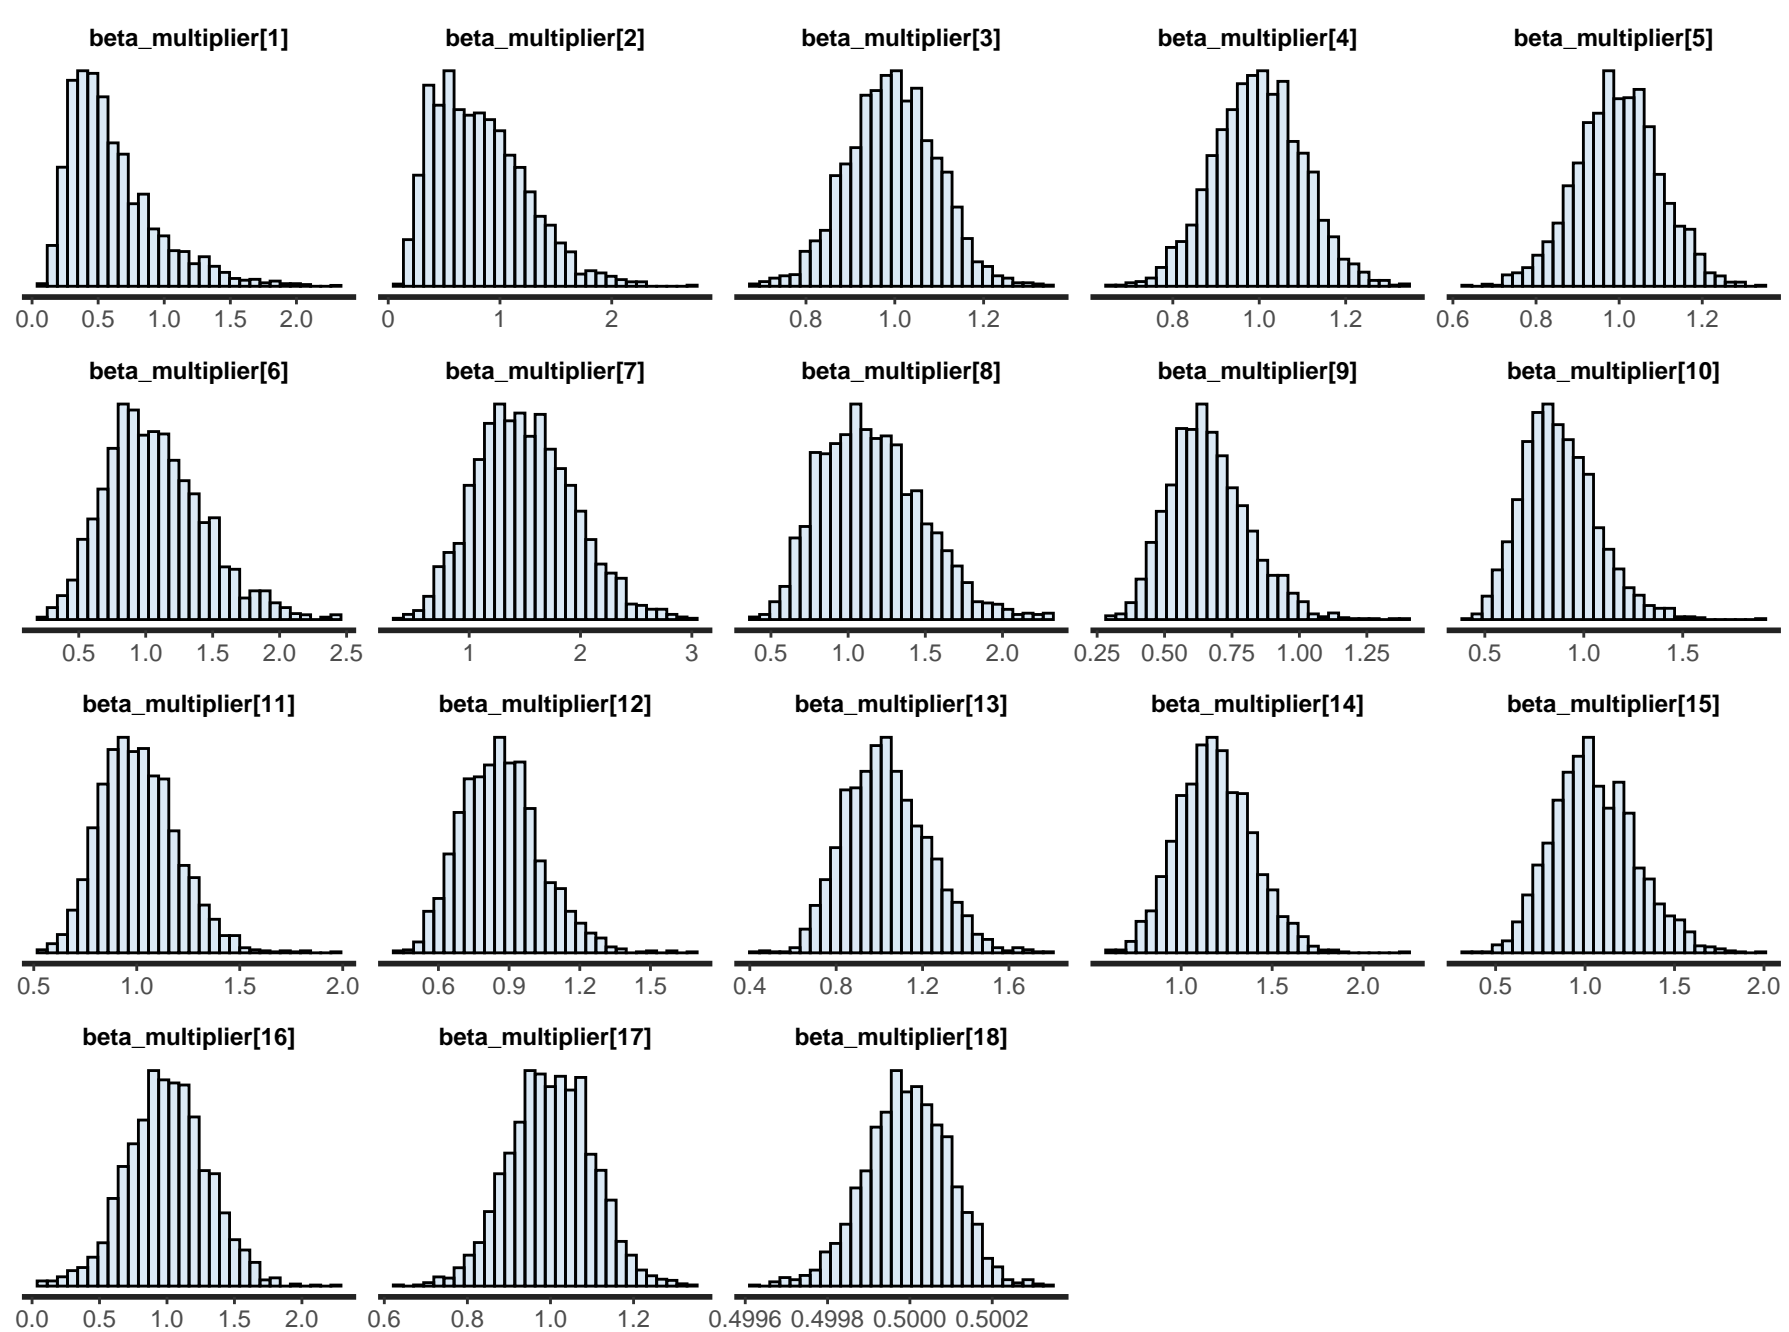 beta_multiplier[1] beta_multiplier[2] beta_multiplier[3] beta_multiplier[4] beta_multiplier[5]
0.0 0.5 1.0 1.5 2.0 0 1 2 0.8 1.0 1.2 0.8 1.0 1.2 0.6 0.8 1.0 1.2
beta_multiplier[6] beta_multiplier[7] beta_multiplier[8] beta_multiplier[9] beta_multiplier[10]
0.5 1.0 1.5 2.0 2.5 1 2 3 0.5 1.0 1.5 2.0 0.25 0.50 0.75 1.00 1.25 0.5 1.0 1.5
beta_multiplier[11] beta_multiplier[12] beta_multiplier[13] beta_multiplier[14] beta_multiplier[15]
0.5 1.0 1.5 2.0 0.6 0.9 1.2 1.5 0.4 0.8 1.2 1.6 1.0 1.5 2.0 0.5 1.0 1.5 2.0
beta_multiplier[16] beta_multiplier[17] beta_multiplier[18]
0.0 0.5 1.0 1.5 2.0 0.6 0.8 1.0 1.2 0.4996 0.4998 0.5000 0.5002